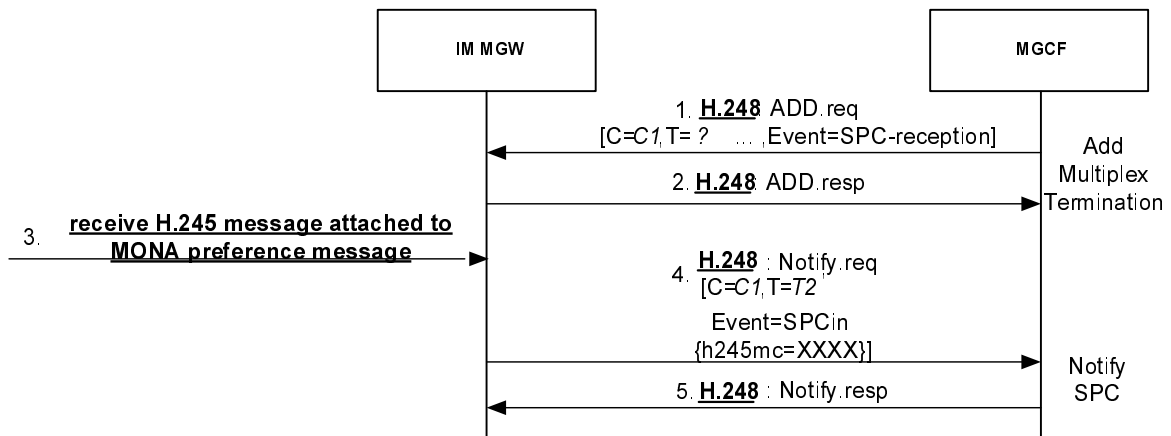 IM MGW
MGCF
1. H.248: ADD.req
[C=C1,T= ? ... ,Event=SPC-reception]
Add
Multiplex
Termination
2. H.248: ADD.resp
3. receive H.245 message attached to
MONA preference message
4. H.248 : Notify.req
[C=C1,T=T2 ,
Event=SPCin
{h245mc=XXXX}]
Notify
SPC
5. H.248 : Notify.resp